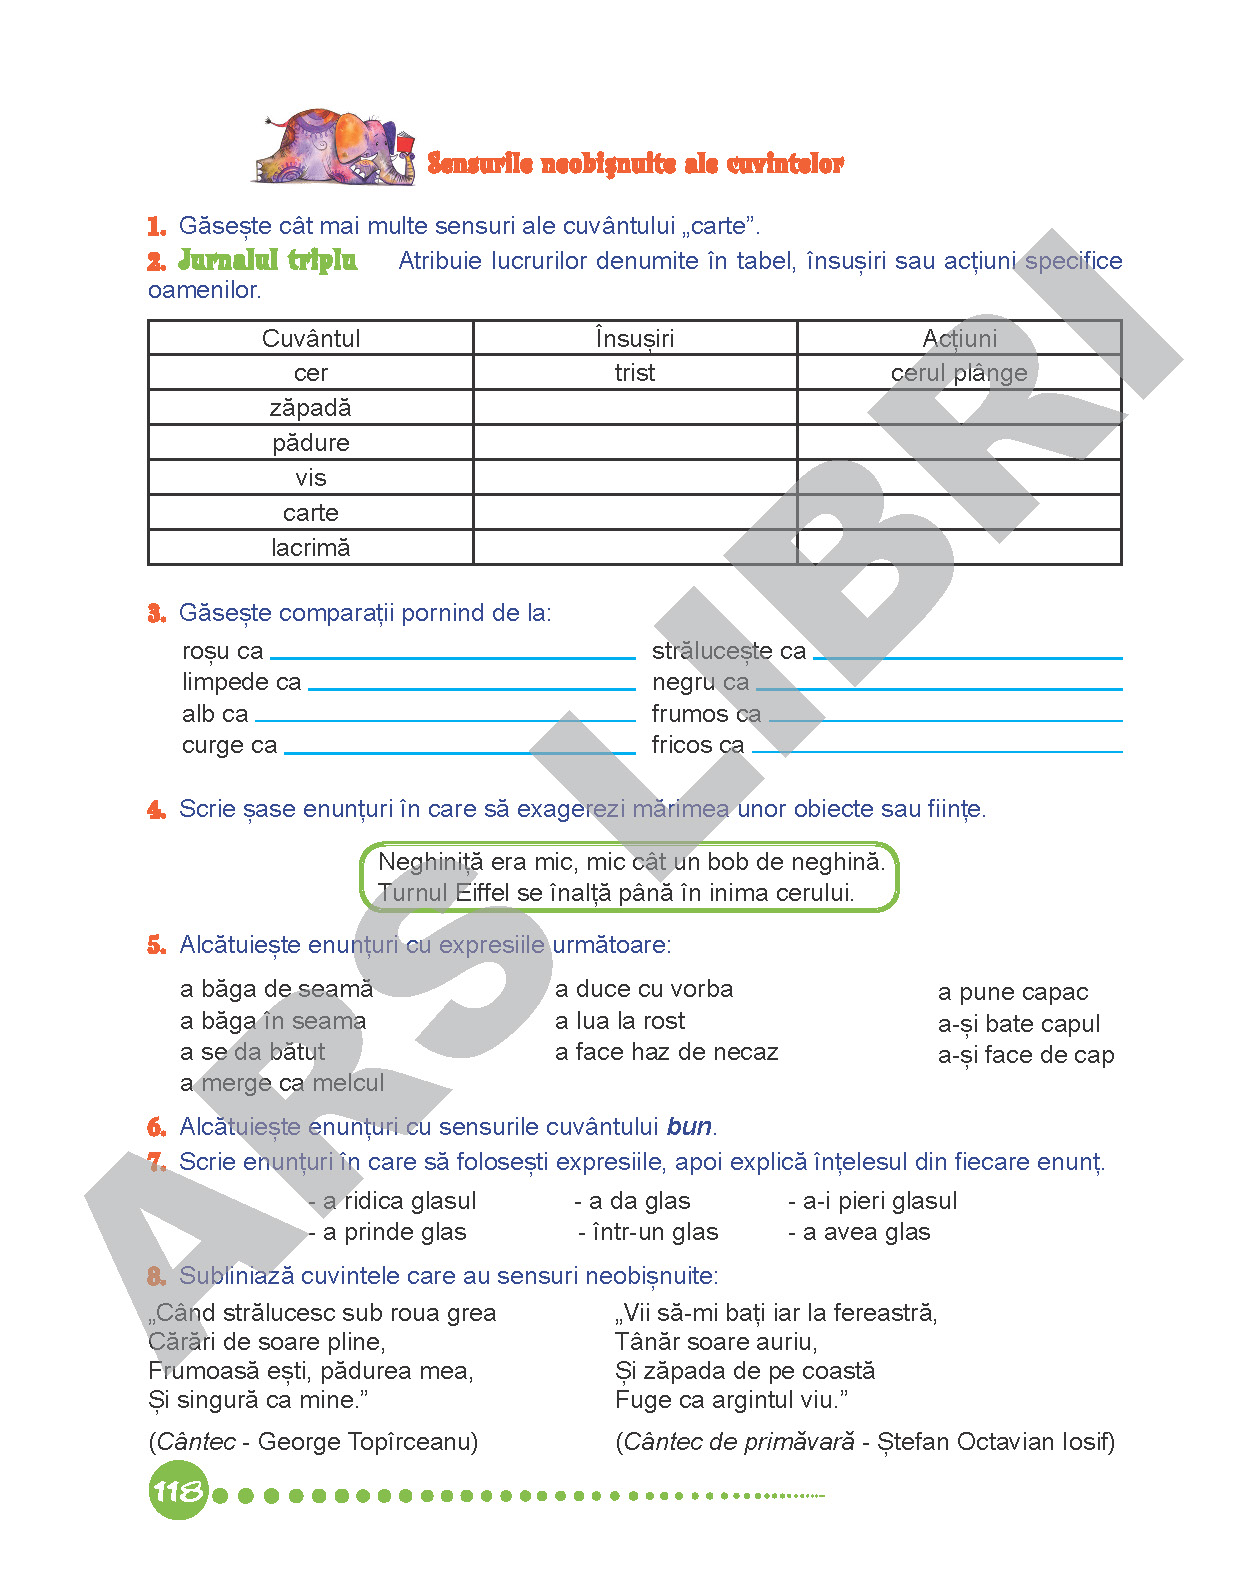 Sensurile neobișnuite ale cuvintelor
1. Găsește cât mai multe sensuri ale cuvântului „carte”.
2. Jurnalul triplu Atribuie lucrurilor denumite în tabel, însușiri sau acțiuni specifice
oamenilor.
Cuvântul Însușiri Acțiuni
cer trist cerul plânge
zăpadă
pădure
vis
carte
lacrimă
3. Găsește comparații pornind de la:
roșu ca strălucește ca
limpede ca negru ca
alb ca frumos ca
curge ca fricos ca
4. Scrie șase enunțuri în care să exagerezi mărimea unor obiecte sau ființe.
Neghiniță era mic, mic cât un bob de neghină.
Turnul Eiffel se înalță până în inima cerului.
5. Alcătuiește enunțuri cu expresiile următoare:
a băga de seamă a duce cu vorba a pune capac
a băga în seama a lua la rost a-și bate capul
a se da bătut a face haz de necaz a-și face de cap
a merge ca melcul
6. Alcătuiește enunțuri cu sensurile cuvântului bun.
7. Scrie enunțuri în care să folosești expresiile, apoi explică înțelesul din fiecare enunț.
- a ridica glasul - a da glas - a-i pieri glasul
- a prinde glas - într-un glas - a avea glas
8. Subliniază cuvintele care au sensuri neobișnuite:
„Când strălucesc sub roua grea
Cărări de soare pline,
Frumoasă ești, pădurea mea,
Și singură ca mine.”
(Cântec - George Topîrceanu)
„Vii să-mi bați iar la fereastră,
Tânăr soare auriu,
Și zăpada de pe coastă
Fuge ca argintul viu.”
(Cântec de primăvară - Ștefan Octavian Iosif)
118
ARS LIBRI